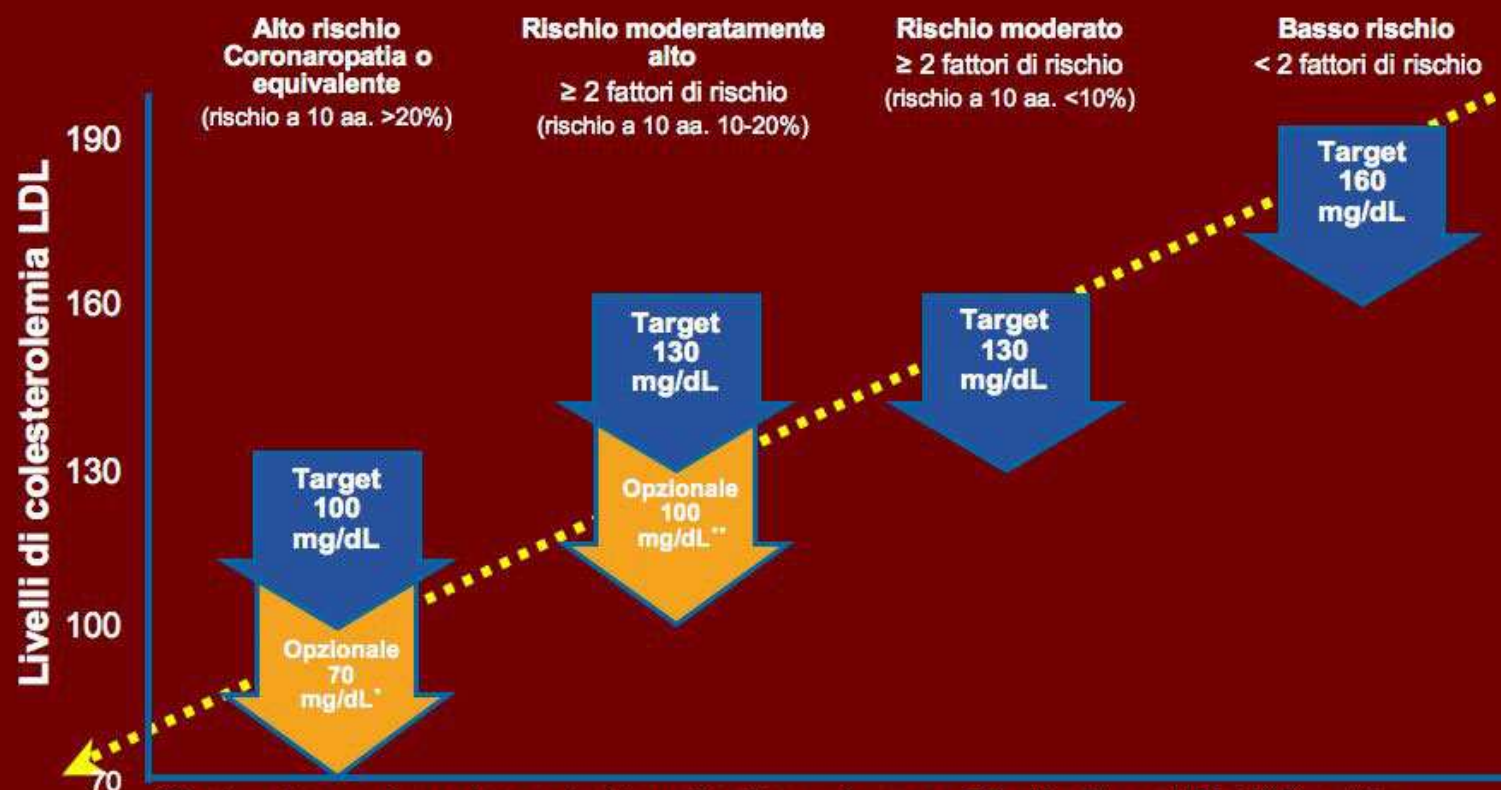 Alto rischio
Coronaropatia o
equivalente
(rischio a 10 aa. >20%)
Rischio moderatamente
alto
≥ 2 fattori di rischio
(rischio a 10 aa. 10-20%)
Rischio moderato
≥ 2 fattori di rischio
(rischio a 10 aa. <10%)
Basso rischio
< 2 fattori di rischio
Livelli di colesterolemia LDL
190
160
130
100
70
Target
100
mg/dL
Opzionale
70
mg/dL*
Target
130
mg/dL
Opzionale
100
mg/dL**
Target
130
mg/dL
Target
160
mg/dL